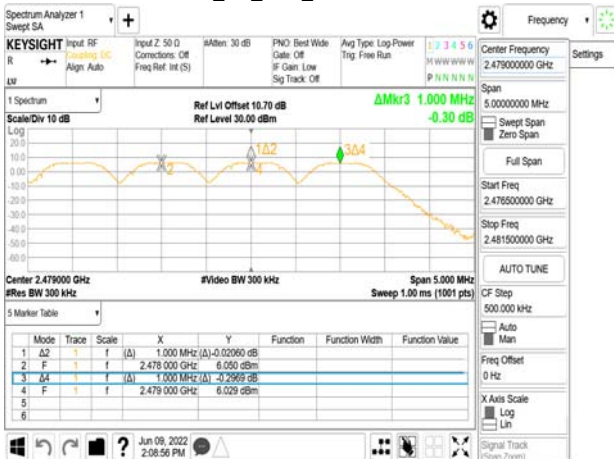 Spectrum Analyzer 1
Swept SA
+
Frequency
KEYSIGHT
R
Input: RF
Coupling: DC
Align: Auto
Input Z: 50 Ω
Corrections: Off
Freq Ref: Int (S)
#Atten: 30 dB
PNO: Best Wide
Gate: Off
IF Gain: Low
Sig Track: Off
Avg Type: Log-Power
Trig: Free Run
1 2 3 4 5 6
M W W W W W
P N N N N N
Center Frequency
2.479000000 GHz
Settings
Span
5.00000000 MHz
Swept Span
Zero Span
Full Span
Start Freq
2.476500000 GHz
Stop Freq
2.481500000 GHz
AUTO TUNE
CF Step
500.000 kHz
Auto
Man
Freq Offset
0 Hz
X Axis Scale
Log
Lin
Signal Track
(Span Zoom)
1 Spectrum
Scale/Div 10 dB
Ref Lvl Offset 10.70 dB
Ref Level 30.00 dBm
ΔMkr3 1.000 MHz
-0.30 dB
Log
20.0
10.0
0.00
-10.0
-20.0
-30.0
-40.0
-50.0
-60.0
2
1Δ2
4
3Δ4
Center 2.479000 GHz
#Res BW 300 kHz
#Video BW 300 kHz
Span 5.000 MHz
Sweep 1.00 ms (1001 pts)
5 Marker Table
Mode Trace Scale X Y Function Function Width Function Value
1 Δ2 1 f (Δ) 1.000 MHz (Δ) -0.02060 dB
2 F 1 f 2.478 000 GHz 6.050 dBm
3 Δ4 1 f (Δ) 1.000 MHz (Δ) -0.2969 dB
4 F 1 f 2.479 000 GHz 6.029 dBm
5
6
?
Jun 09, 2022
2:08:56 PM